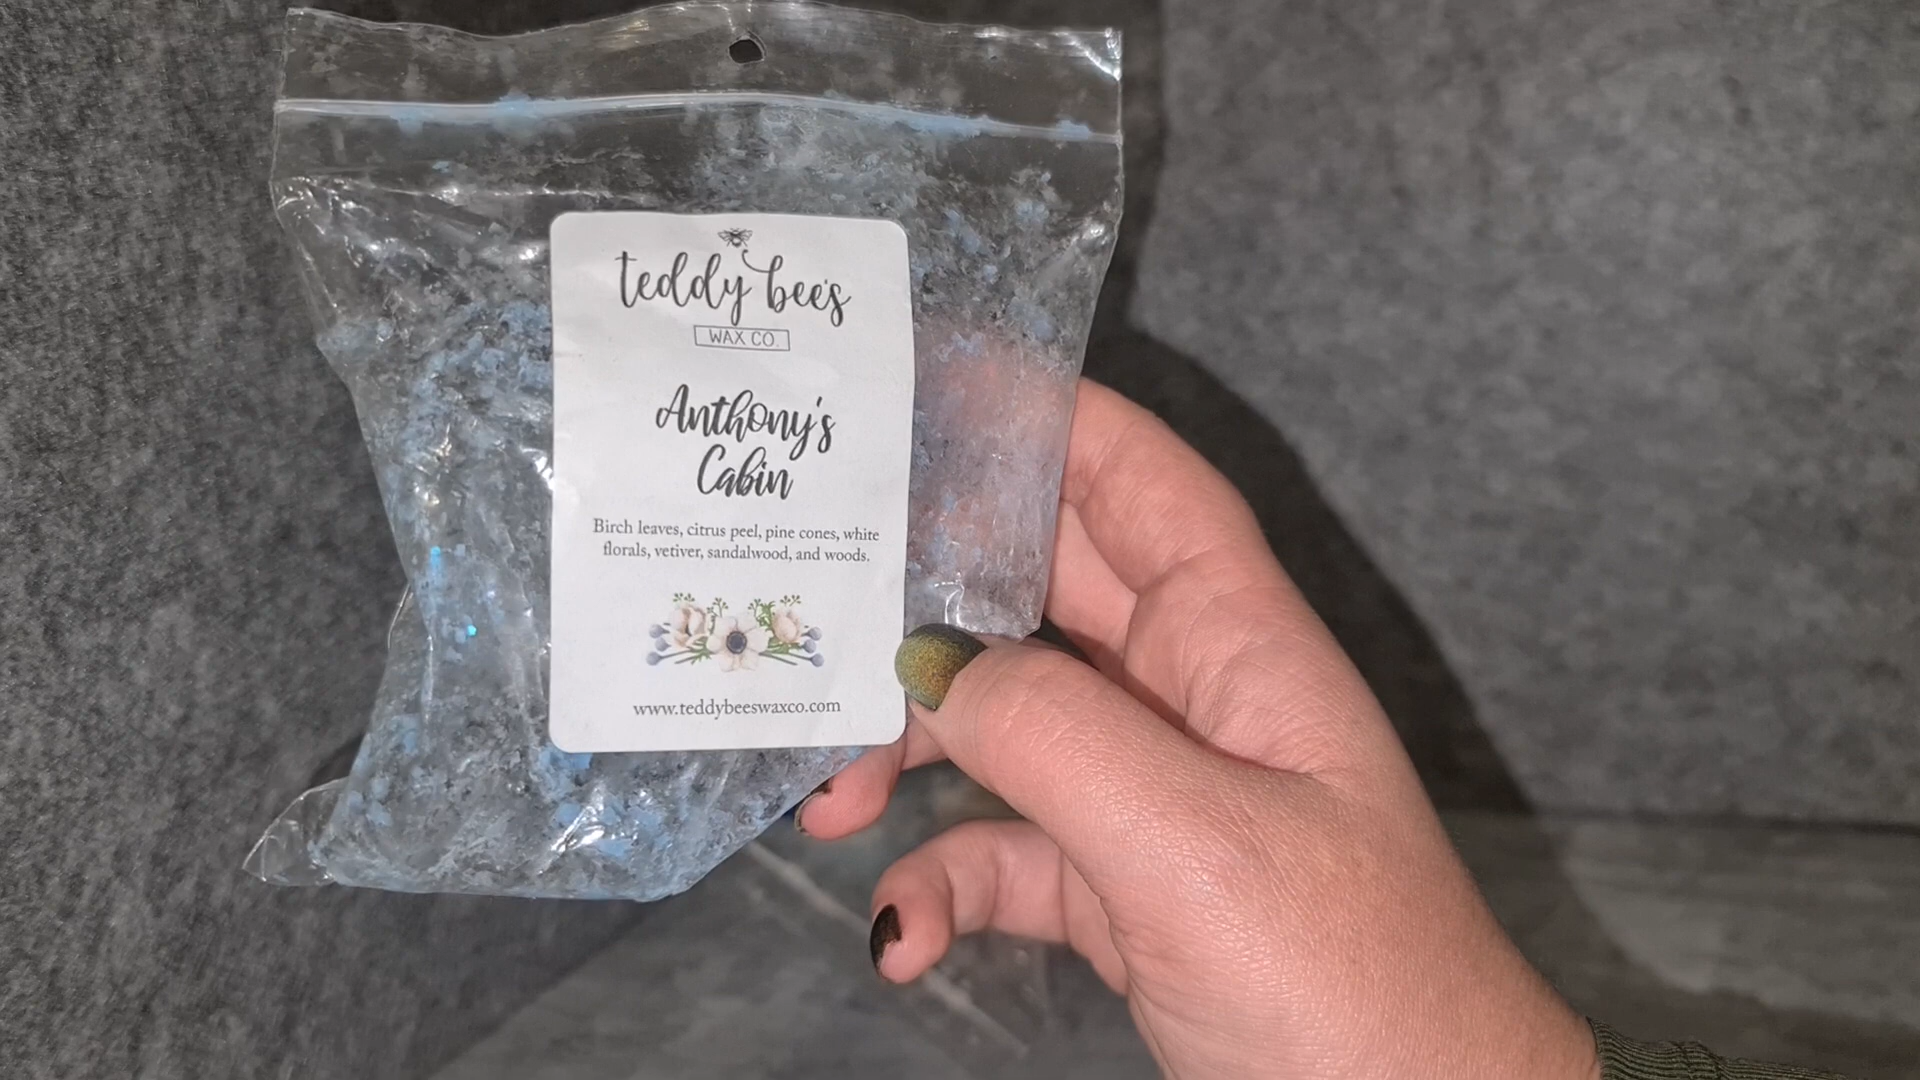 teddy bee's
WAX CO.
Anthony's
Cabin
Birch leaves, citrus peel, pine cones, white
florals, vetiver, sandalwood, and woods.
www.teddybeeswaxco.com